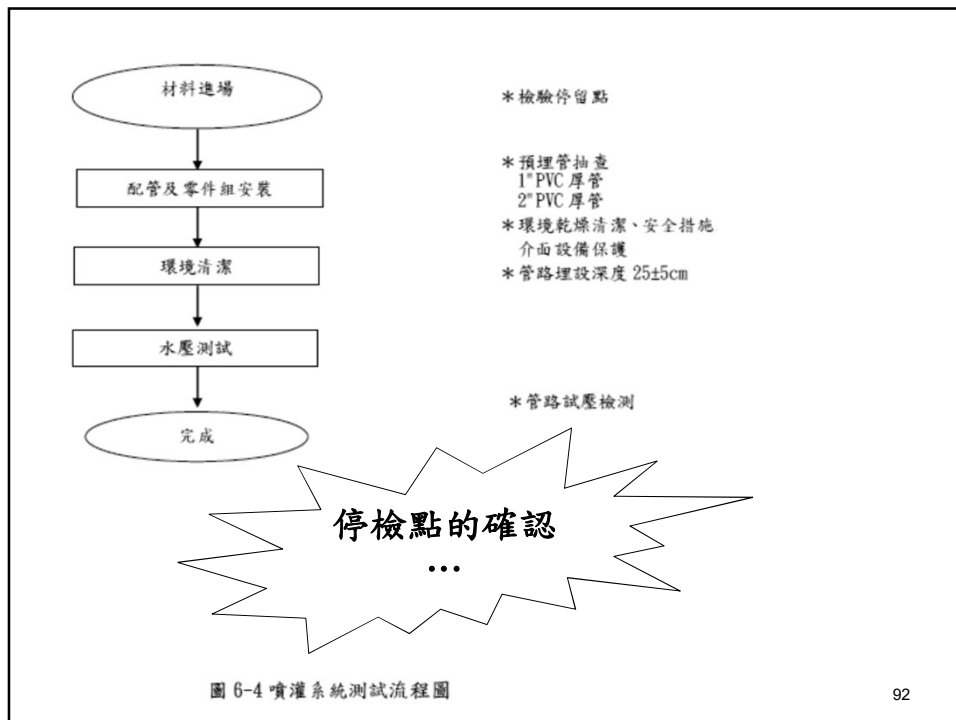 材料進場
＊檢驗停留點
配管及零件組安裝
＊預埋管抽查
1"PVC 厚管
2"PVC 厚管
＊環境乾燥清潔、安全措施
介面設備保護
環境清潔
＊管路埋設深度 25±5cm
水壓測試
＊管路試壓檢測
完成
停檢點的確認
...
圖 6-4 噴灌系統測試流程圖
92